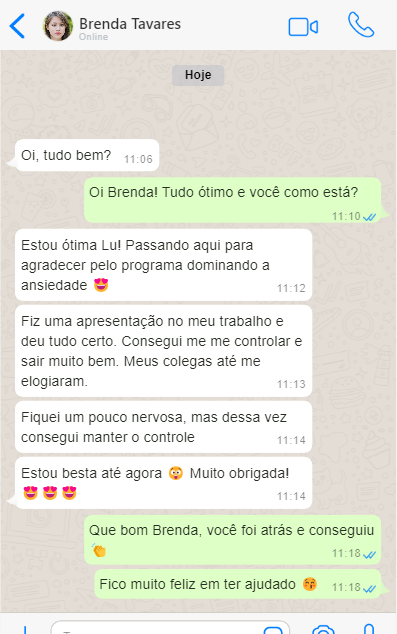 Brenda Tavares
Online
Hoje
Oi, tudo bem? 11:06
Oi Brenda! Tudo ótimo e você como está?
11:10
Estou ótima Lu! Passando aqui para
agradecer pelo programa dominando a
ansiedade 😍
11:12
Fiz uma apresentação no meu trabalho e
deu tudo certo. Consegui me me controlar e
sair muito bem. Meus colegas até me
elogiaram.
11:13
Fiquei um pouco nervosa, mas dessa vez
consegui manter o controle
11:14
Estou besta até agora 😳 Muito obrigada!
😍😍😍
11:14
Que bom Brenda, você foi atrás e conseguiu
👏
11:18
Fico muito feliz em ter ajudado 😚 11:18